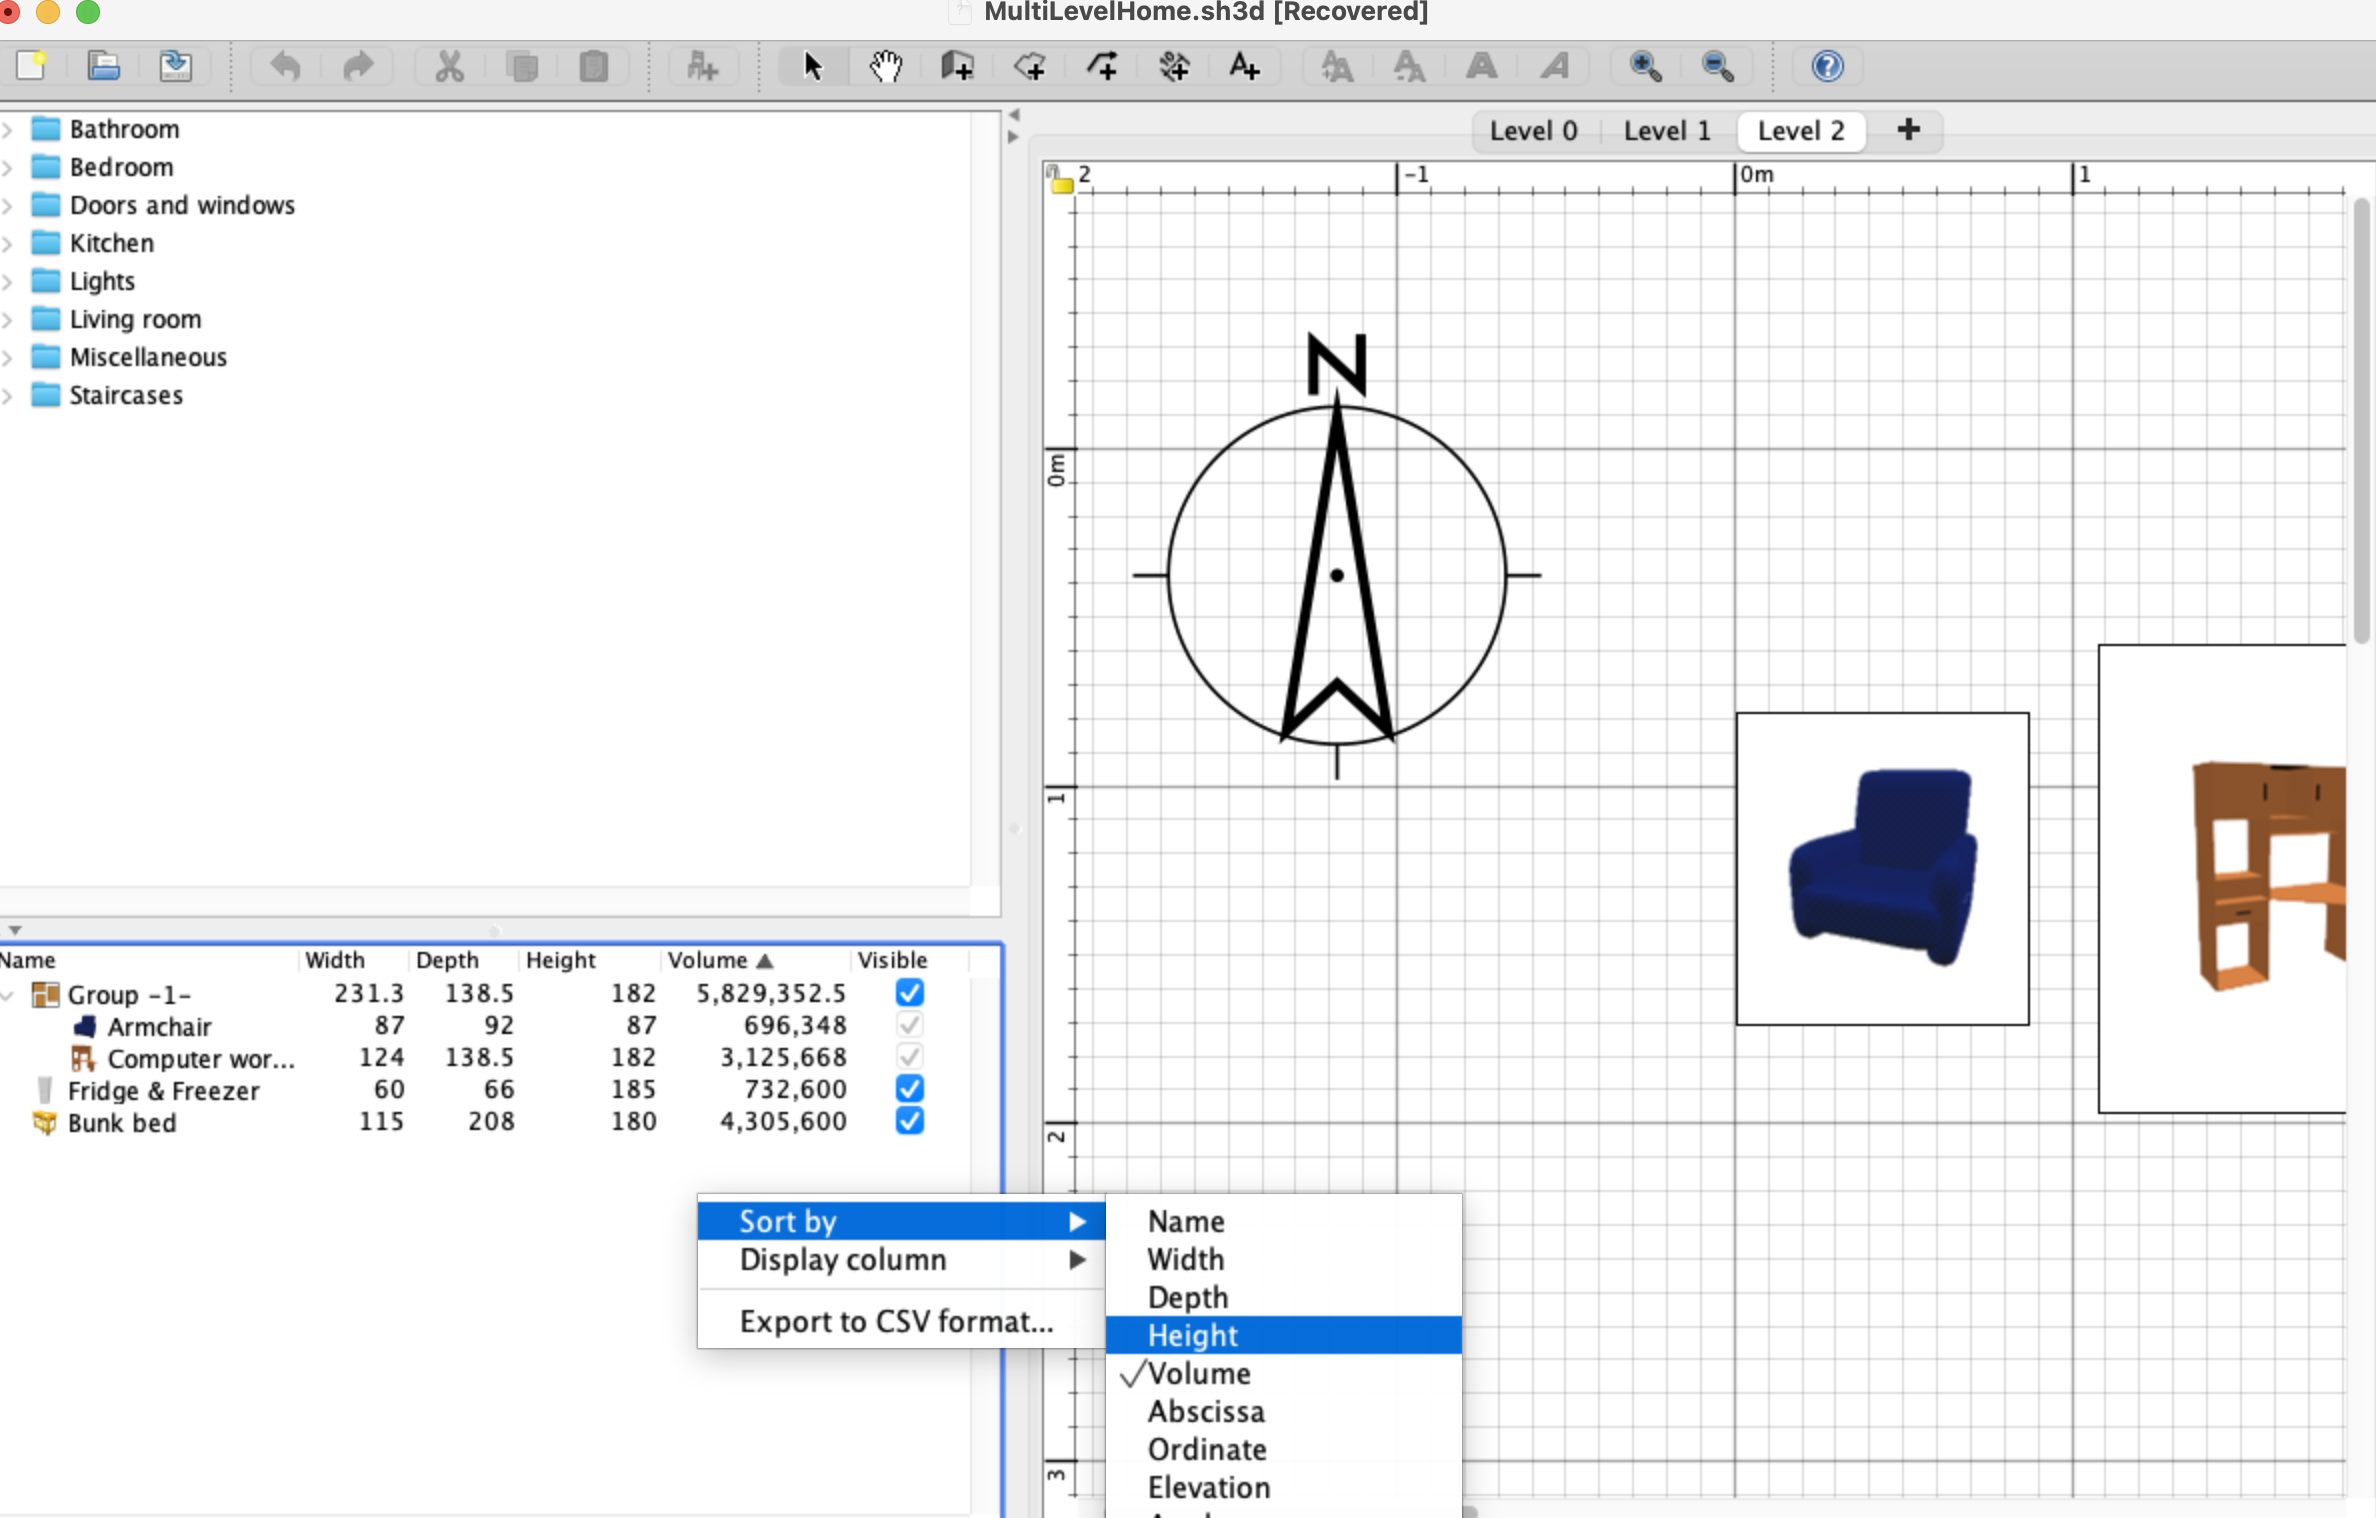 MultiLevelHome.sh3d [Recovered]
Bathroom
Bedroom
Doors and windows
Kitchen
Lights
Living room
Miscellaneous
Staircases
Name Width Depth Height Volume Visible
Group -1- 231.3 138.5 182 5,829,352.5
Armchair 87 92 87 696,348
Computer wor... 124 138.5 182 3,125,668
Fridge & Freezer 60 66 185 732,600
Bunk bed 115 208 180 4,305,600
Level 0 Level 1 Level 2 +
2 -1 0m 1
0m
1
2
3
N
Sort by
Display column
Export to CSV format...
Name
Width
Depth
Height
Volume
Abscissa
Ordinate
Elevation